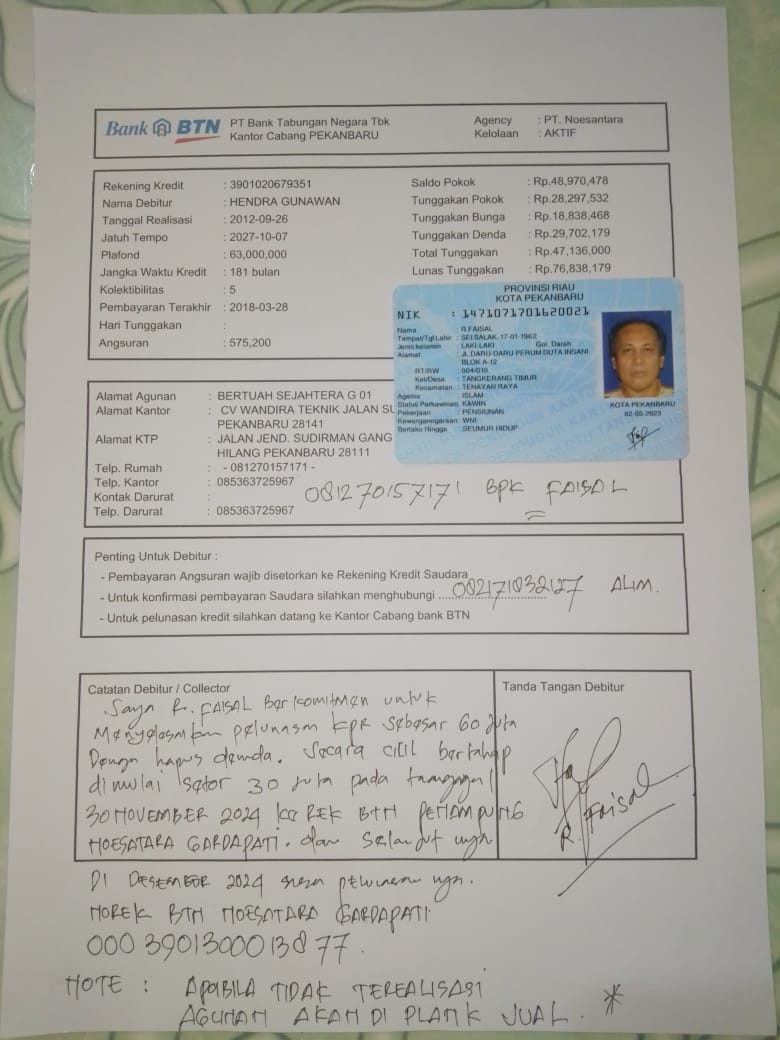 Bank BTN PT Bank Tabungan Negara Tbk
Kantor Cabang PEKANBARU
Agency : PT. Noesantara
Kelolaan : AKTIF
Rekening Kredit : 3901020679351
Nama Debitur : HENDRA GUNAWAN
Tanggal Realisasi : 2012-09-26
Jatuh Tempo : 2027-10-07
Plafond : 63,000,000
Jangka Waktu Kredit : 181 bulan
Kolektibilitas : 5
Pembayaran Terakhir : 2018-03-28
Hari Tunggakan :
Angsuran : 575,200
Saldo Pokok : Rp.48,970,478
Tunggakan Pokok : Rp.28,297,532
Tunggakan Bunga : Rp.18,838,468
Tunggakan Denda : Rp.29,702,179
Total Tunggakan : Rp.47,136,000
Lunas Tunggakan : Rp.76,838,179
PROVINSI RIAU
KOTA PEKANBARU
NIK : 1471071701620021
Nama : R.FAISAL
Tempat/Tgl Lahir : SEI SALAK, 17-01-1962
Jenis kelamin : LAKI-LAKI Gol. Darah
Alamat : JL.DARU-DARU PERUM DUTA INSANI
BLOK A-12
RT/RW : 004/010
Kel/Desa : TANGKERANG TIMUR
Kecamatan : TENAYAN RAYA
Agama : ISLAM
Status Perkawinan : KAWIN
Pekerjaan : PENSIUNAN
Kewarganegaraan : WNI
Berlaku Hingga : SEUMUR HIDUP
KOTA PEKANBARU
02-05-2023
Alamat Agunan : BERTUAH SEJAHTERA G 01
Alamat Kantor : CV WANDIRA TEKNIK JALAN SU
PEKANBARU 28141
Alamat KTP : JALAN JEND. SUDIRMAN GANG
HILANG PEKANBARU 28111
Telp. Rumah : - 081270157171 -
Telp. Kantor : 085363725967
Kontak Darurat :
Telp. Darurat : 085363725967
081270157171 BPK FAISAL
Penting Untuk Debitur :
- Pembayaran Angsuran wajib disetorkan ke Rekening Kredit Saudara
- Untuk konfirmasi pembayaran Saudara silahkan menghubungi 082171032127 ALIM.
- Untuk pelunasan kredit silahkan datang ke Kantor Cabang bank BTN
Catatan Debitur / Collector
Saya R. FAISAL Berkomitmen untuk
Menyelesaikan pelunasan KPR sebesar 60 Juta
Dengan hapus denda. Secara cicil bertahap
dimulai setor 30 Juta pada tanggal
30 NOVEMBER 2024 ke REK BTN PENAMPUNG
NOESATARA GARDAPATI. dan Selanjutnya
Tanda Tangan Debitur
R. Faisal
DI DESEMBER 2024 sisa pelunasannya.
NOREK BTN NOESATARA GARDAPATI
000 3901300013877.
NOTE : APABILA TIDAK TEREALISASI
AGUNAN AKAN DI PLANK JUAL. *